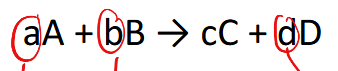 aA + bB → cC + dD